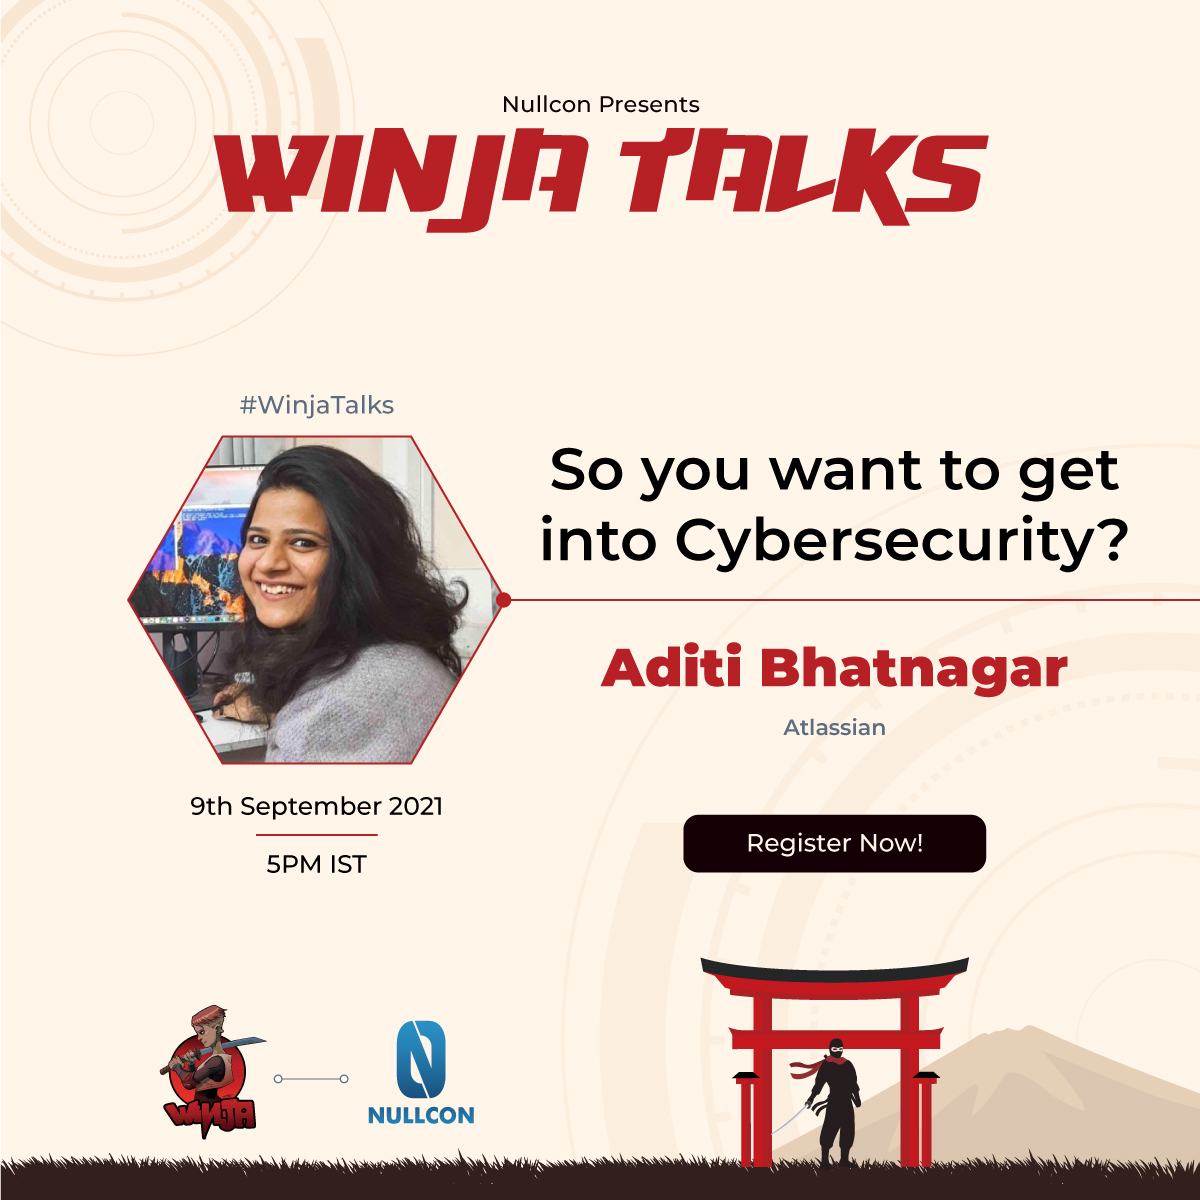 Nullcon Presents
WINJA TALKS
#WinjaTalks
So you want to get
into Cybersecurity?
Aditi Bhatnagar
Atlassian
9th September 2021
5PM IST
Register Now!
WINJA
NULLCON